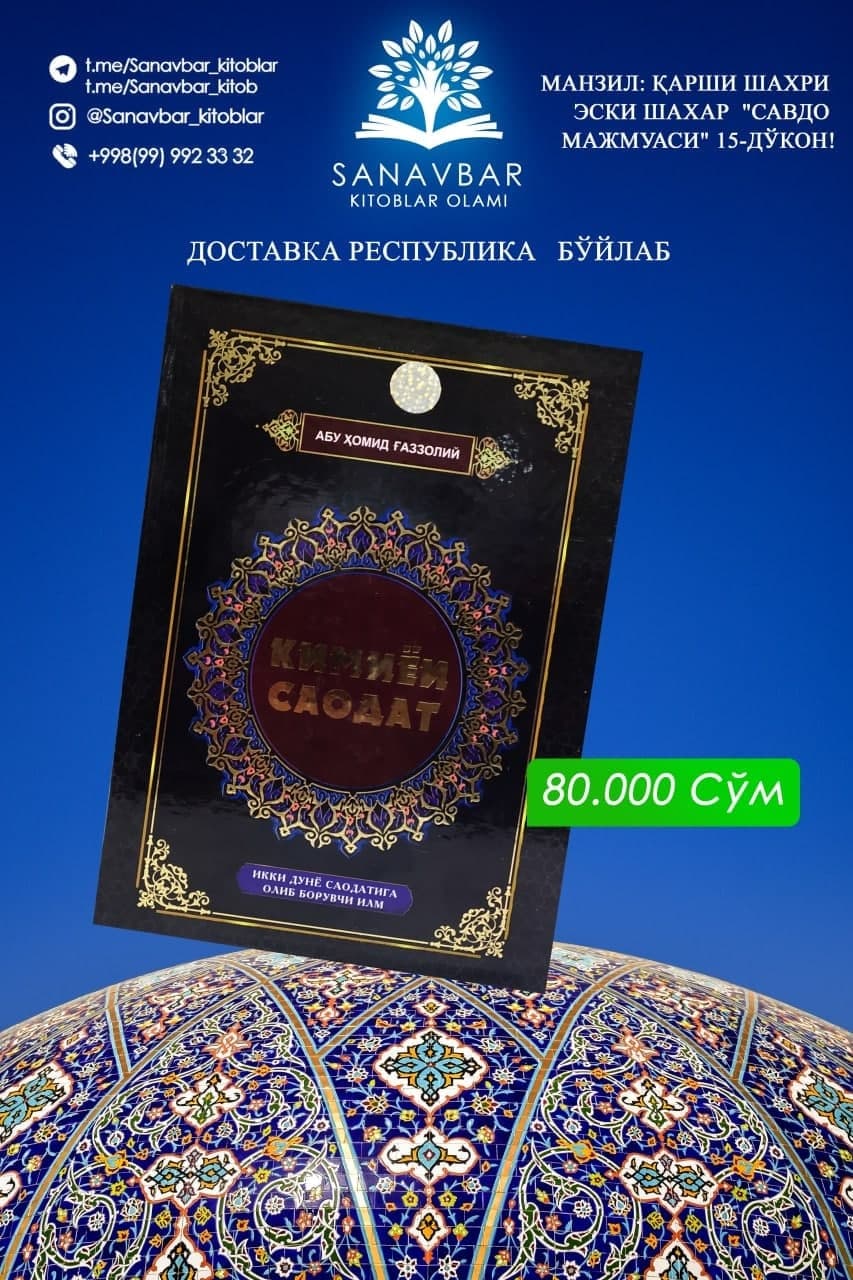 t.me/Sanavbar_kitoblar
t.me/Sanavbar_kitob
@Sanavbar_kitoblar
+998(99) 992 33 32
SANAVBAR
KITOBLAR OLAMI
МАНЗИЛ: ҚАРШИ ШАХРИ
ЭСКИ ШАХАР "САВДО
МАЖМУАСИ" 15-ДЎКОН!
ДОСТАВКА РЕСПУБЛИКА БЎЙЛАБ
АБУ ҲОМИД ҒАЗЗОЛИЙ
КИМИЁИ
САОДАТ
80.000 Сўм
ИККИ ДУНЁ САОДАТИГА
ОЛИБ БОРУВЧИ ИЛМ